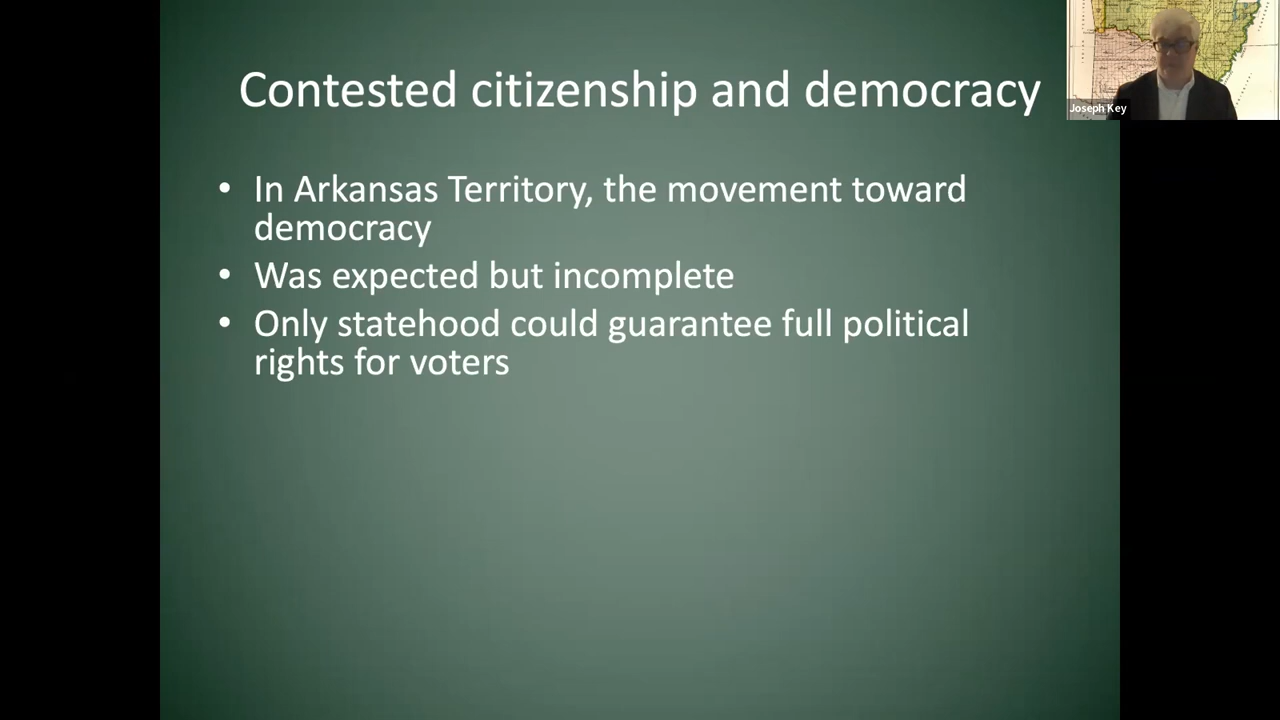 Contested citizenship and democracy
Joseph Key
• In Arkansas Territory, the movement toward
democracy
• Was expected but incomplete
• Only statehood could guarantee full political
rights for voters